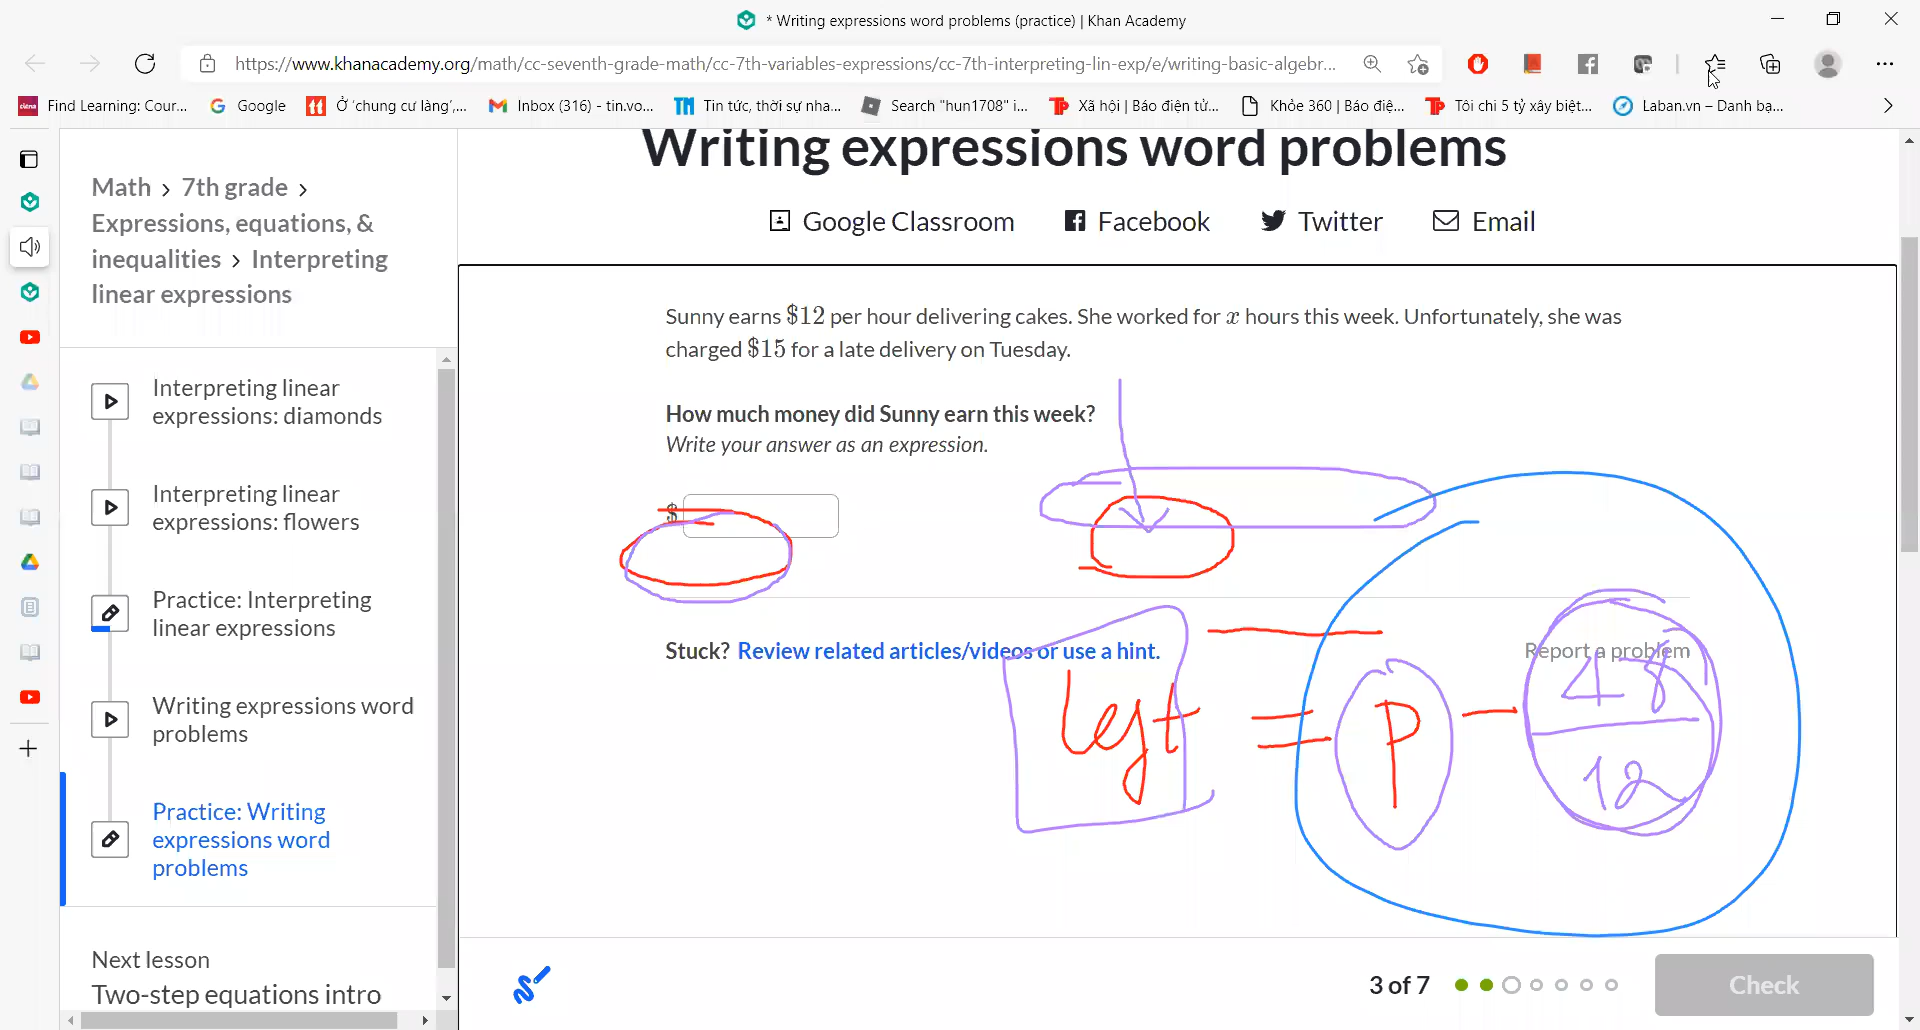 * Writing expressions word problems (practice) | Khan Academy
https://www.khanacademy.org/math/cc-seventh-grade-math/cc-7th-variables-expressions/cc-7th-interpreting-lin-exp/e/writing-basic-algebr...
Find Learning: Cour...
Google
Ở 'chung cư làng',...
Inbox (316) - tin.vo...
Tin tức, thời sự nha...
Search "hun1708" i...
Xã hội | Báo điện tử...
Khỏe 360 | Báo điệ...
Tôi chi 5 tỷ xây biệt...
Laban.vn – Danh bạ...
Math › 7th grade ›
Expressions, equations, &
inequalities › Interpreting
linear expressions
Interpreting linear
expressions: diamonds
Interpreting linear
expressions: flowers
Practice: Interpreting
linear expressions
Writing expressions word
problems
Practice: Writing
expressions word
problems
Next lesson
Two-step equations intro
Writing expressions word problems
Google Classroom
Facebook
Twitter
Email
Sunny earns $12 per hour delivering cakes. She worked for x hours this week. Unfortunately, she was
charged $15 for a late delivery on Tuesday.
How much money did Sunny earn this week?
Write your answer as an expression.
$
Stuck? Review related articles/videos or use a hint.
Report a problem
left = P - 48
12
3 of 7
Check